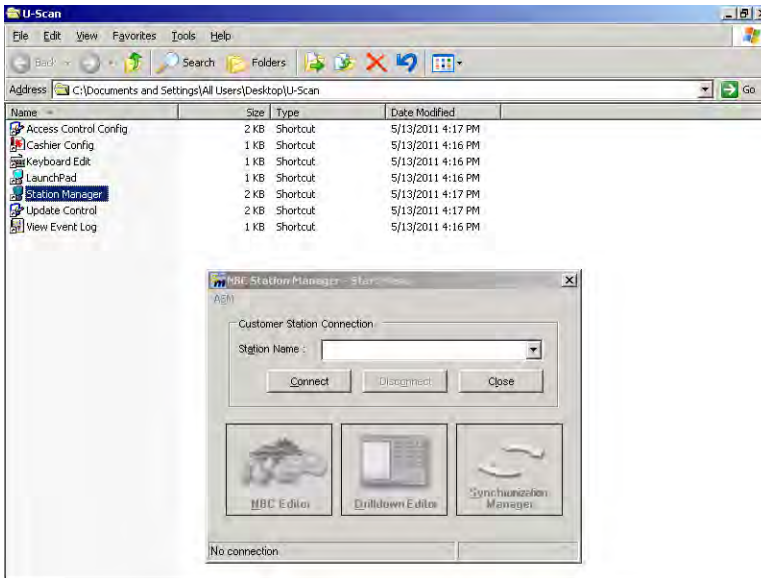 U-Scan
File Edit View Favorites Tools Help
Back Search Folders
Address C:\Documents and Settings\All Users\Desktop\U-Scan Go
Name Size Type Date Modified
Access Control Config 2 KB Shortcut 5/13/2011 4:17 PM
Cashier Config 1 KB Shortcut 5/13/2011 4:16 PM
Keyboard Edit 1 KB Shortcut 5/13/2011 4:16 PM
LaunchPad 1 KB Shortcut 5/13/2011 4:16 PM
Station Manager 2 KB Shortcut 5/13/2011 4:17 PM
Update Control 2 KB Shortcut 5/13/2011 4:17 PM
View Event Log 1 KB Shortcut 5/13/2011 4:16 PM
NBC Station Manager -
Customer Station Connection
Station Name :
Connect Disconnect Close
NBC Editor Drilldown Editor Synchronization
Manager
No connection